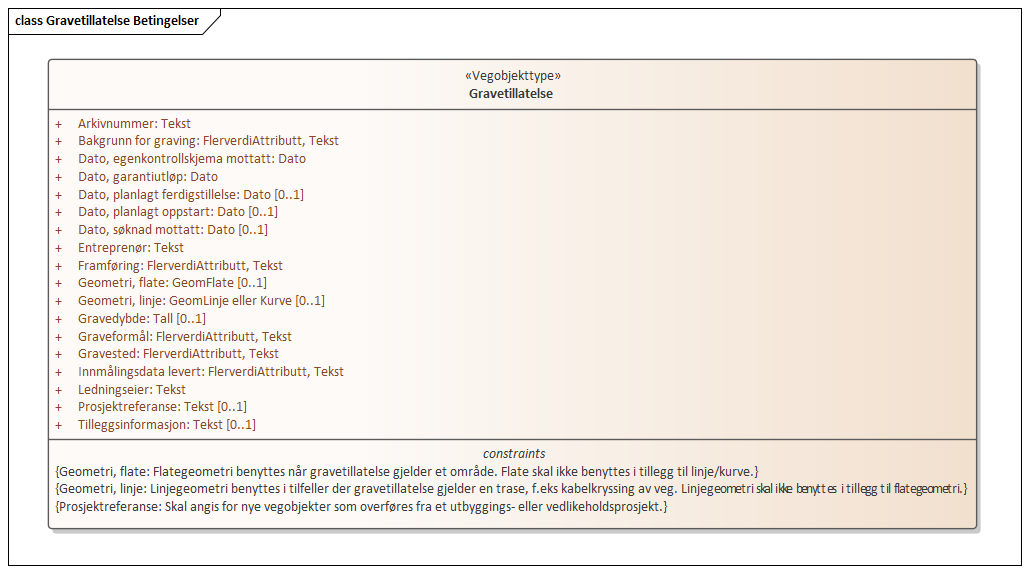 class Gravetillatelse Betingelser
«Vegobjekttype»
Gravetillatelse
+ Arkivnummer: Tekst
+ Bakgrunn for graving: FlerverdiAttributt, Tekst
+ Dato, egenkontrollskjema mottatt: Dato
+ Dato, garantiutløp: Dato
+ Dato, planlagt ferdigstillelse: Dato [0..1]
+ Dato, planlagt oppstart: Dato [0..1]
+ Dato, søknad mottatt: Dato [0..1]
+ Entreprenør: Tekst
+ Framføring: FlerverdiAttributt, Tekst
+ Geometri, flate: GeomFlate [0..1]
+ Geometri, linje: GeomLinje eller Kurve [0..1]
+ Gravedybde: Tall [0..1]
+ Graveformål: FlerverdiAttributt, Tekst
+ Gravested: FlerverdiAttributt, Tekst
+ Innmålingsdata levert: FlerverdiAttributt, Tekst
+ Ledningseier: Tekst
+ Prosjektreferanse: Tekst [0..1]
+ Tilleggsinformasjon: Tekst [0..1]
constraints
{Geometri, flate: Flategeometri benyttes når gravetillatelse gjelder et område. Flate skal ikke benyttes i tillegg til linje/kurve.}
{Geometri, linje: Linjegeometri benyttes i tilfeller der gravetillatelse gjelder en trase, f.eks kabelkryssing av veg. Linjegeometri skal ikke benyttes i tillegg til flategeometri.}
{Prosjektreferanse: Skal angis for nye vegobjekter som overføres fra et utbyggings- eller vedlikeholdsprosjekt.}